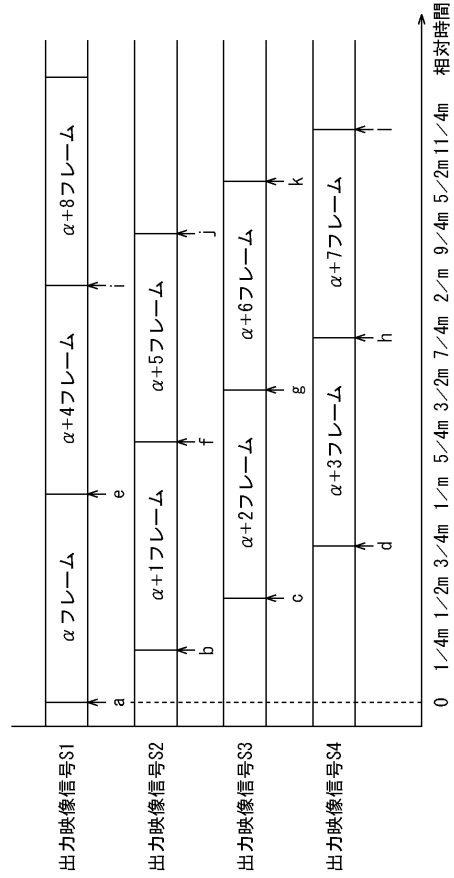 出力映像信号S1
αフレーム
α+4フレーム
α+8フレーム
a
e
i
出力映像信号S2
α+1フレーム
α+5フレーム
b
f
j
出力映像信号S3
α+2フレーム
α+6フレーム
c
g
k
出力映像信号S4
α+3フレーム
α+7フレーム
d
h
l
0 1/4m 1/2m 3/4m 1/m 5/4m 3/2m 7/4m 2/m 9/4m 5/2m 11/4m 相対時間